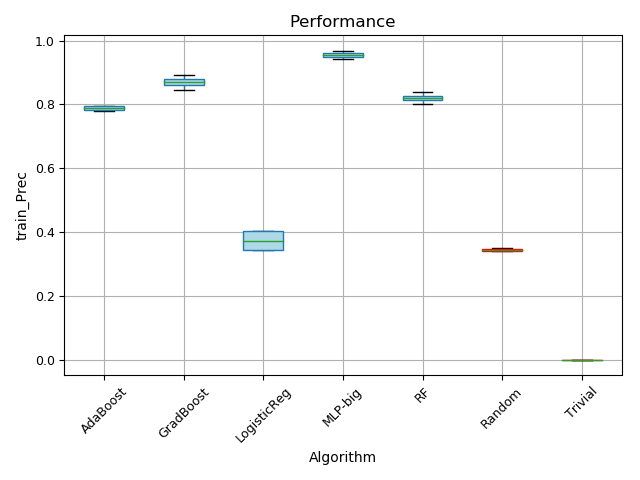 Performance
train_Prec
1.0
0.8
0.6
0.4
0.2
0.0
AdaBoost
GradBoost
LogisticReg
MLP-big
RF
Random
Trivial
Algorithm